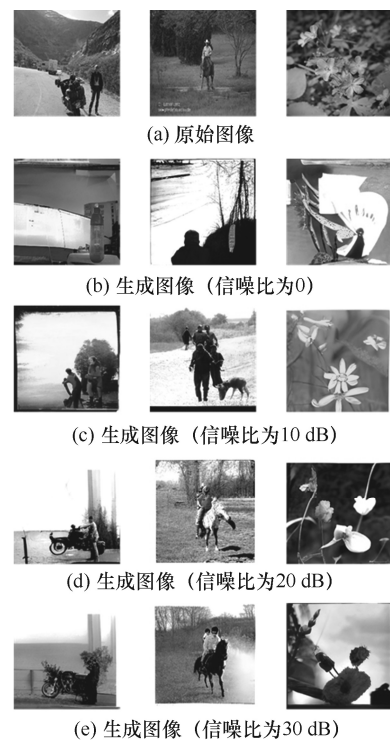 (a) 原始图像
(b) 生成图像（信噪比为0）
(c) 生成图像（信噪比为10 dB）
(d) 生成图像（信噪比为20 dB）
(e) 生成图像（信噪比为30 dB）